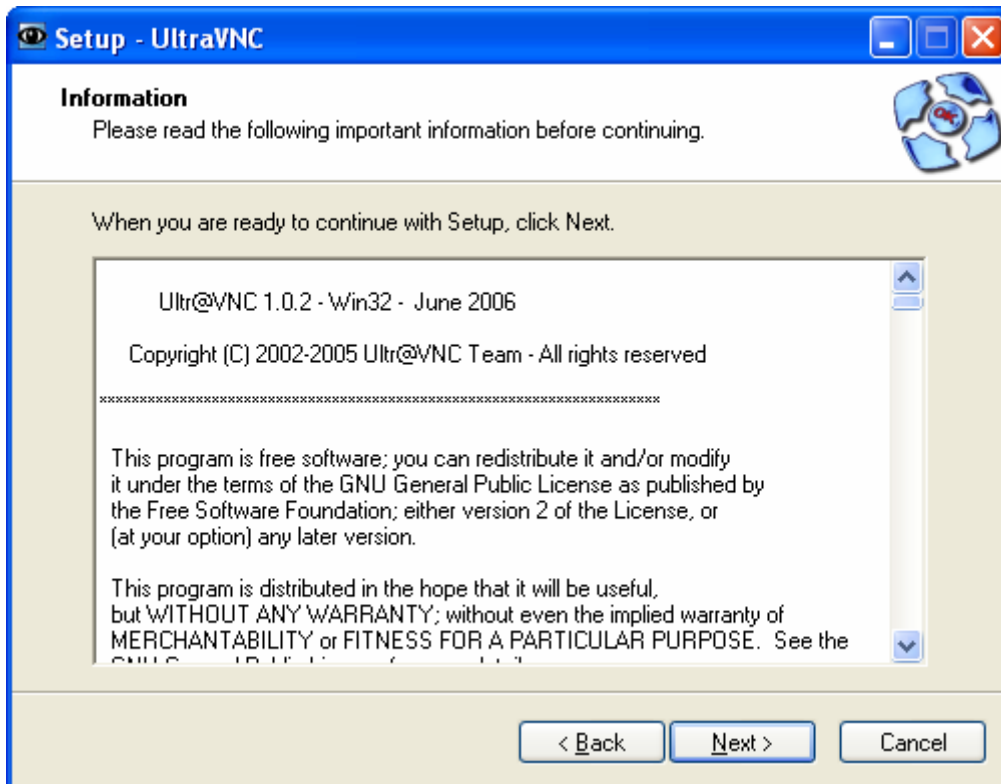 Setup - UltraVNC
Information
Please read the following important information before continuing.
When you are ready to continue with Setup, click Next.
Ultr@VNC 1.0.2 - Win32 - June 2006
Copyright (C) 2002-2005 Ultr@VNC Team - All rights reserved
This program is free software; you can redistribute it and/or modify
it under the terms of the GNU General Public License as published by
the Free Software Foundation; either version 2 of the License, or
(at your option) any later version.
This program is distributed in the hope that it will be useful,
but WITHOUT ANY WARRANTY; without even the implied warranty of
MERCHANTABILITY or FITNESS FOR A PARTICULAR PURPOSE. See the
< Back
Next >
Cancel